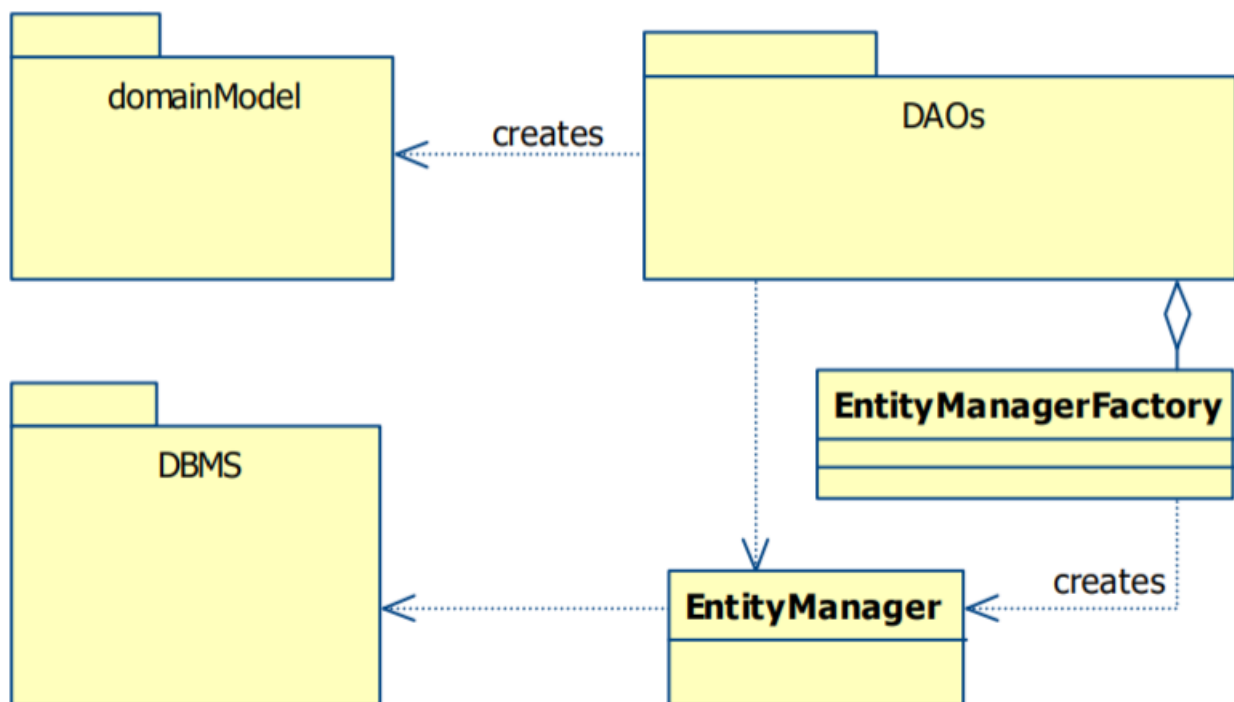 domainModel
DAOs
creates
EntityManagerFactory
DBMS
creates
EntityManager